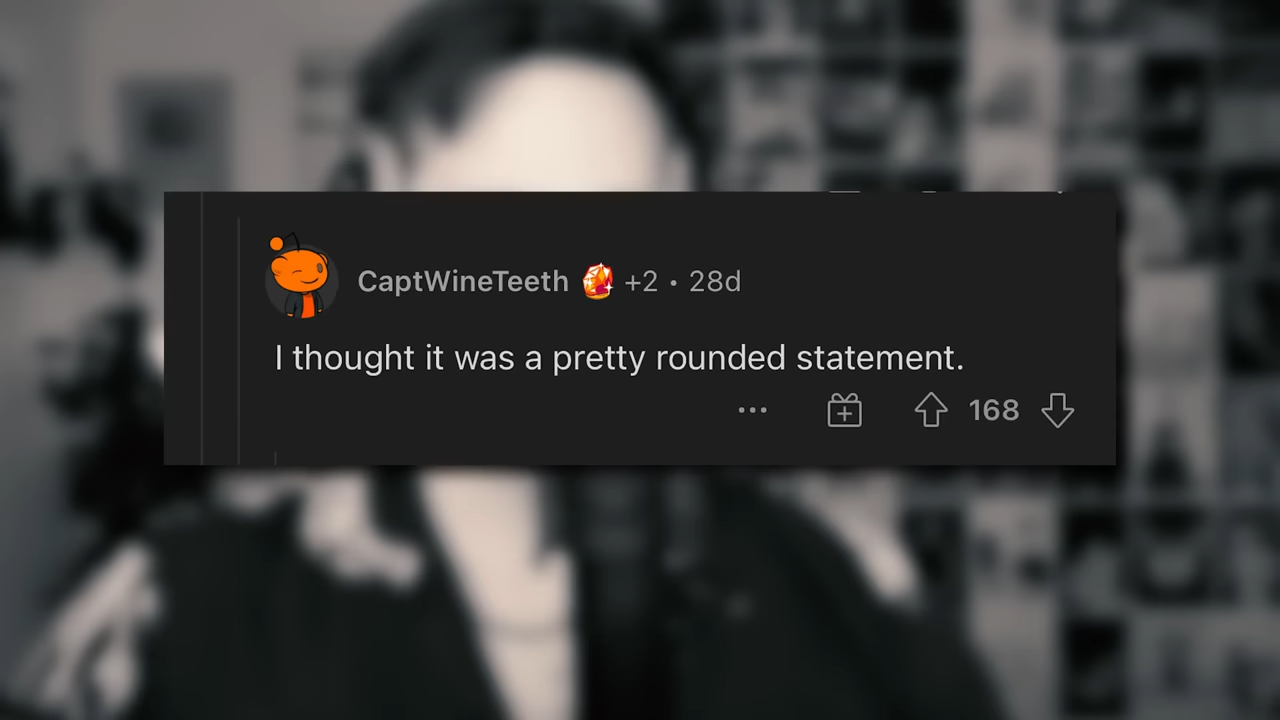 CaptWineTeeth +2 • 28d
I thought it was a pretty rounded statement.
168